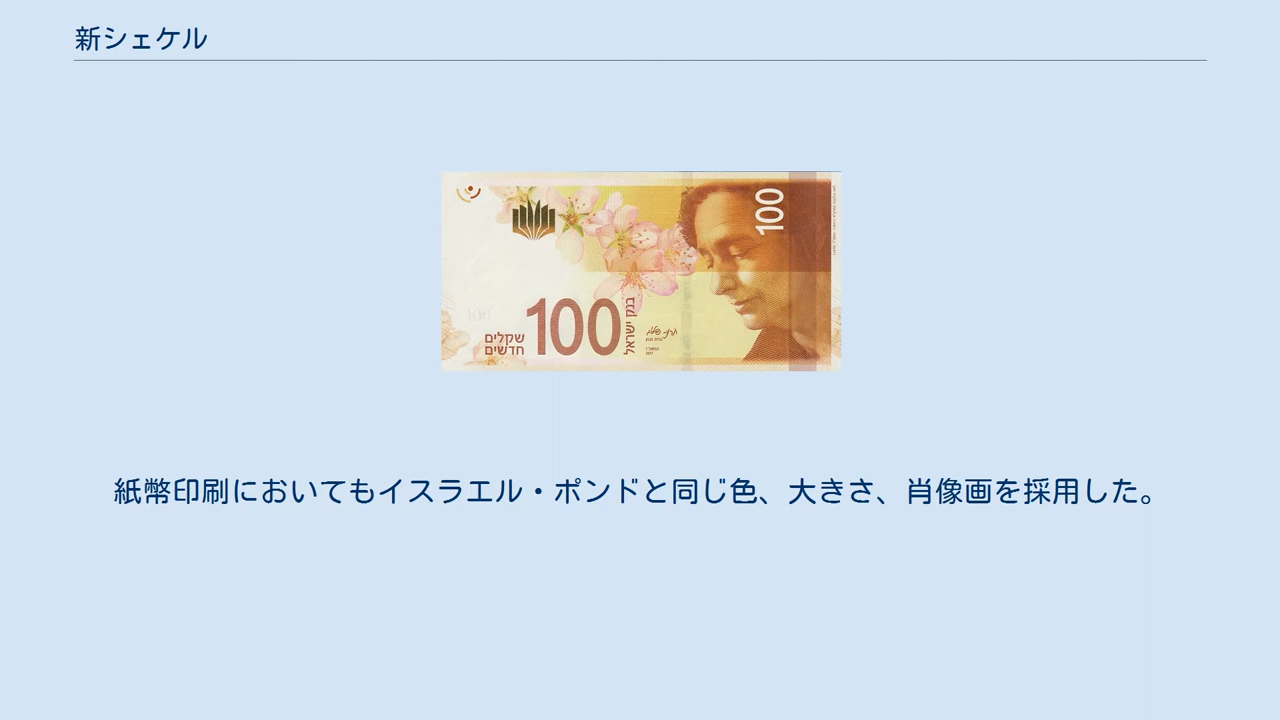 新シェケル
100
100
100
בנק ישראל
שקלים
חדשים
紙幣印刷においてもイスラエル・ポンドと同じ色、大きさ、肖像画を採用した。